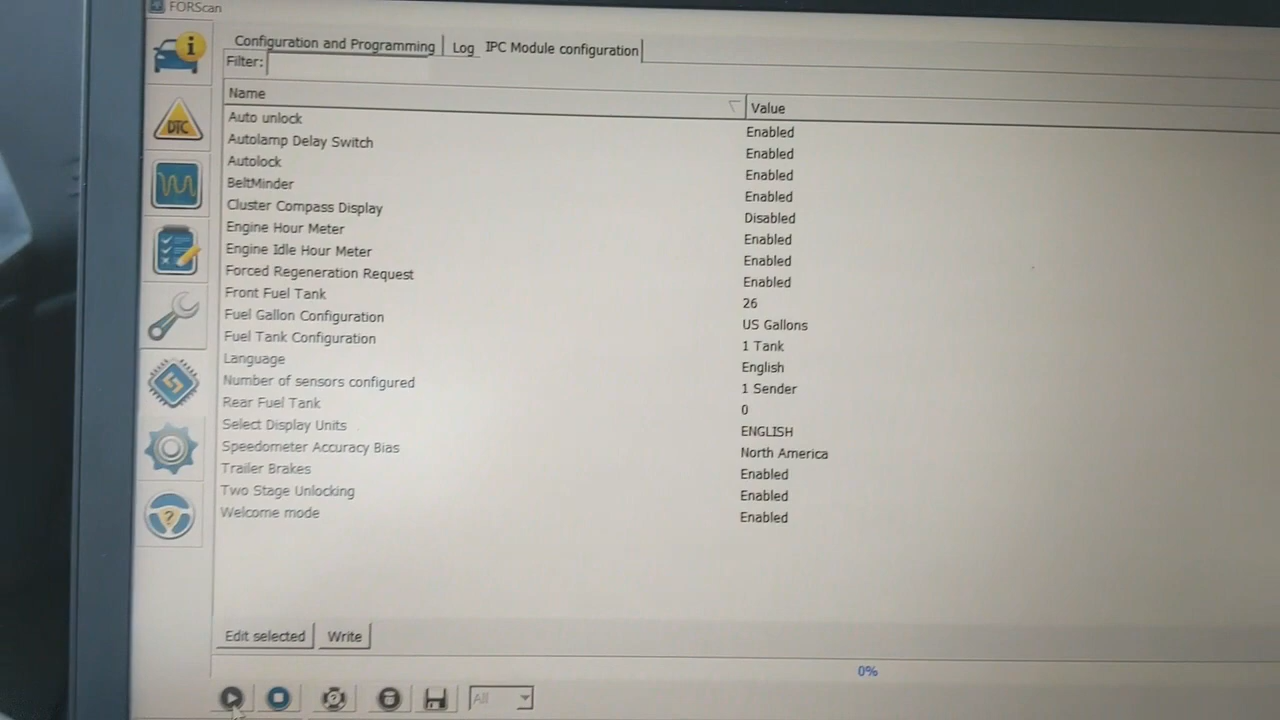 FORScan
Configuration and Programming Log IPC Module configuration
Filter:
Name Value
Auto unlock Enabled
Autolamp Delay Switch Enabled
Autolock Enabled
BeltMinder Enabled
Cluster Compass Display Disabled
Engine Hour Meter Enabled
Engine Idle Hour Meter Enabled
Forced Regeneration Request Enabled
Front Fuel Tank 26
Fuel Gallon Configuration US Gallons
Fuel Tank Configuration 1 Tank
Language English
Number of sensors configured 1 Sender
Rear Fuel Tank 0
Select Display Units ENGLISH
Speedometer Accuracy Bias North America
Trailer Brakes Enabled
Two Stage Unlocking Enabled
Welcome mode Enabled
DTC
Edit selected Write
0%
All